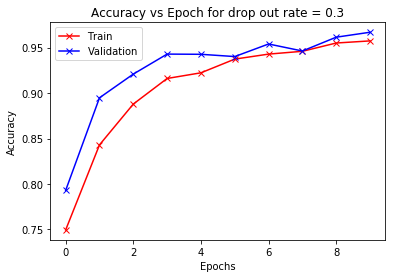 Accuracy vs Epoch for drop out rate = 0.3
Train
Validation
0.95
0.90
0.85
0.80
0.75
Accuracy
0 2 4 6 8
Epochs